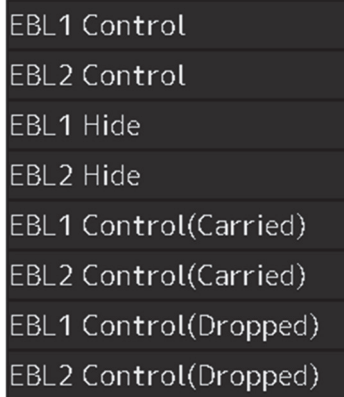 EBL1 Control
EBL2 Control
EBL1 Hide
EBL2 Hide
EBL1 Control(Carried)
EBL2 Control(Carried)
EBL1 Control(Dropped)
EBL2 Control(Dropped)